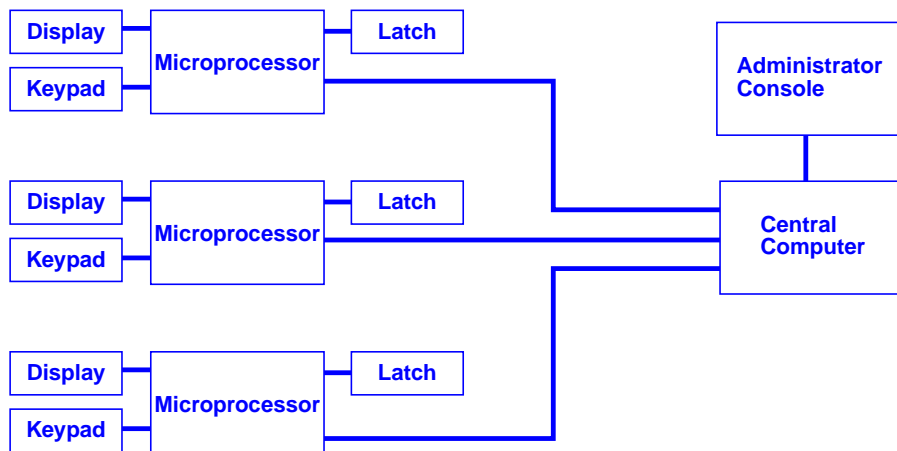 Display
Microprocessor
Latch
Keypad
Administrator
Console
Display
Microprocessor
Latch
Keypad
Central
Computer
Display
Microprocessor
Latch
Keypad